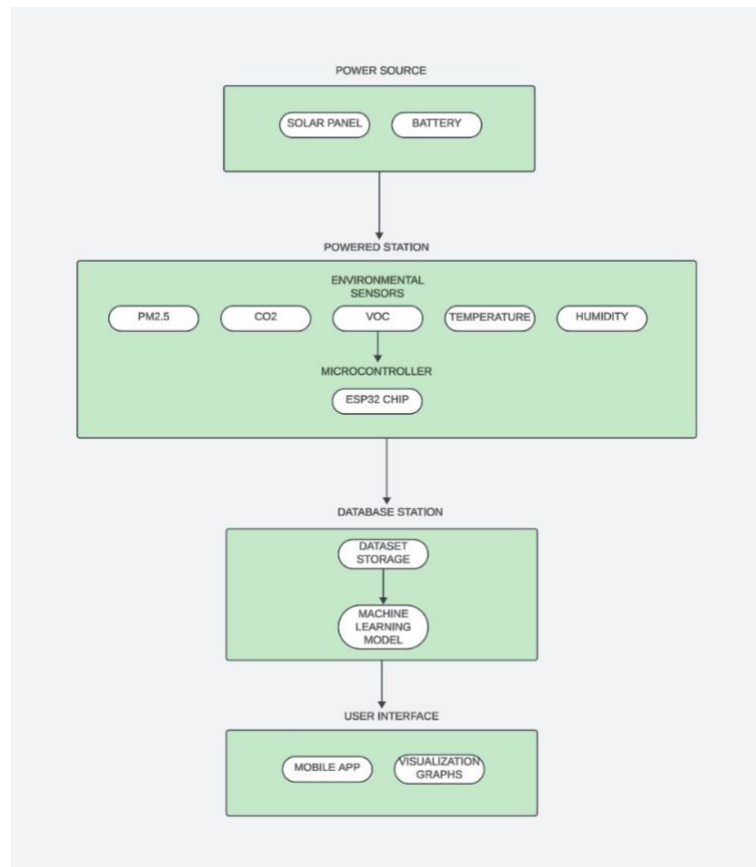 POWER SOURCE
SOLAR PANEL
BATTERY
POWERED STATION
ENVIRONMENTAL
SENSORS
PM2.5
CO2
VOC
TEMPERATURE
HUMIDITY
MICROCONTROLLER
ESP32 CHIP
DATABASE STATION
DATASET
STORAGE
MACHINE
LEARNING
MODEL
USER INTERFACE
MOBILE APP
VISUALIZATION
GRAPHS